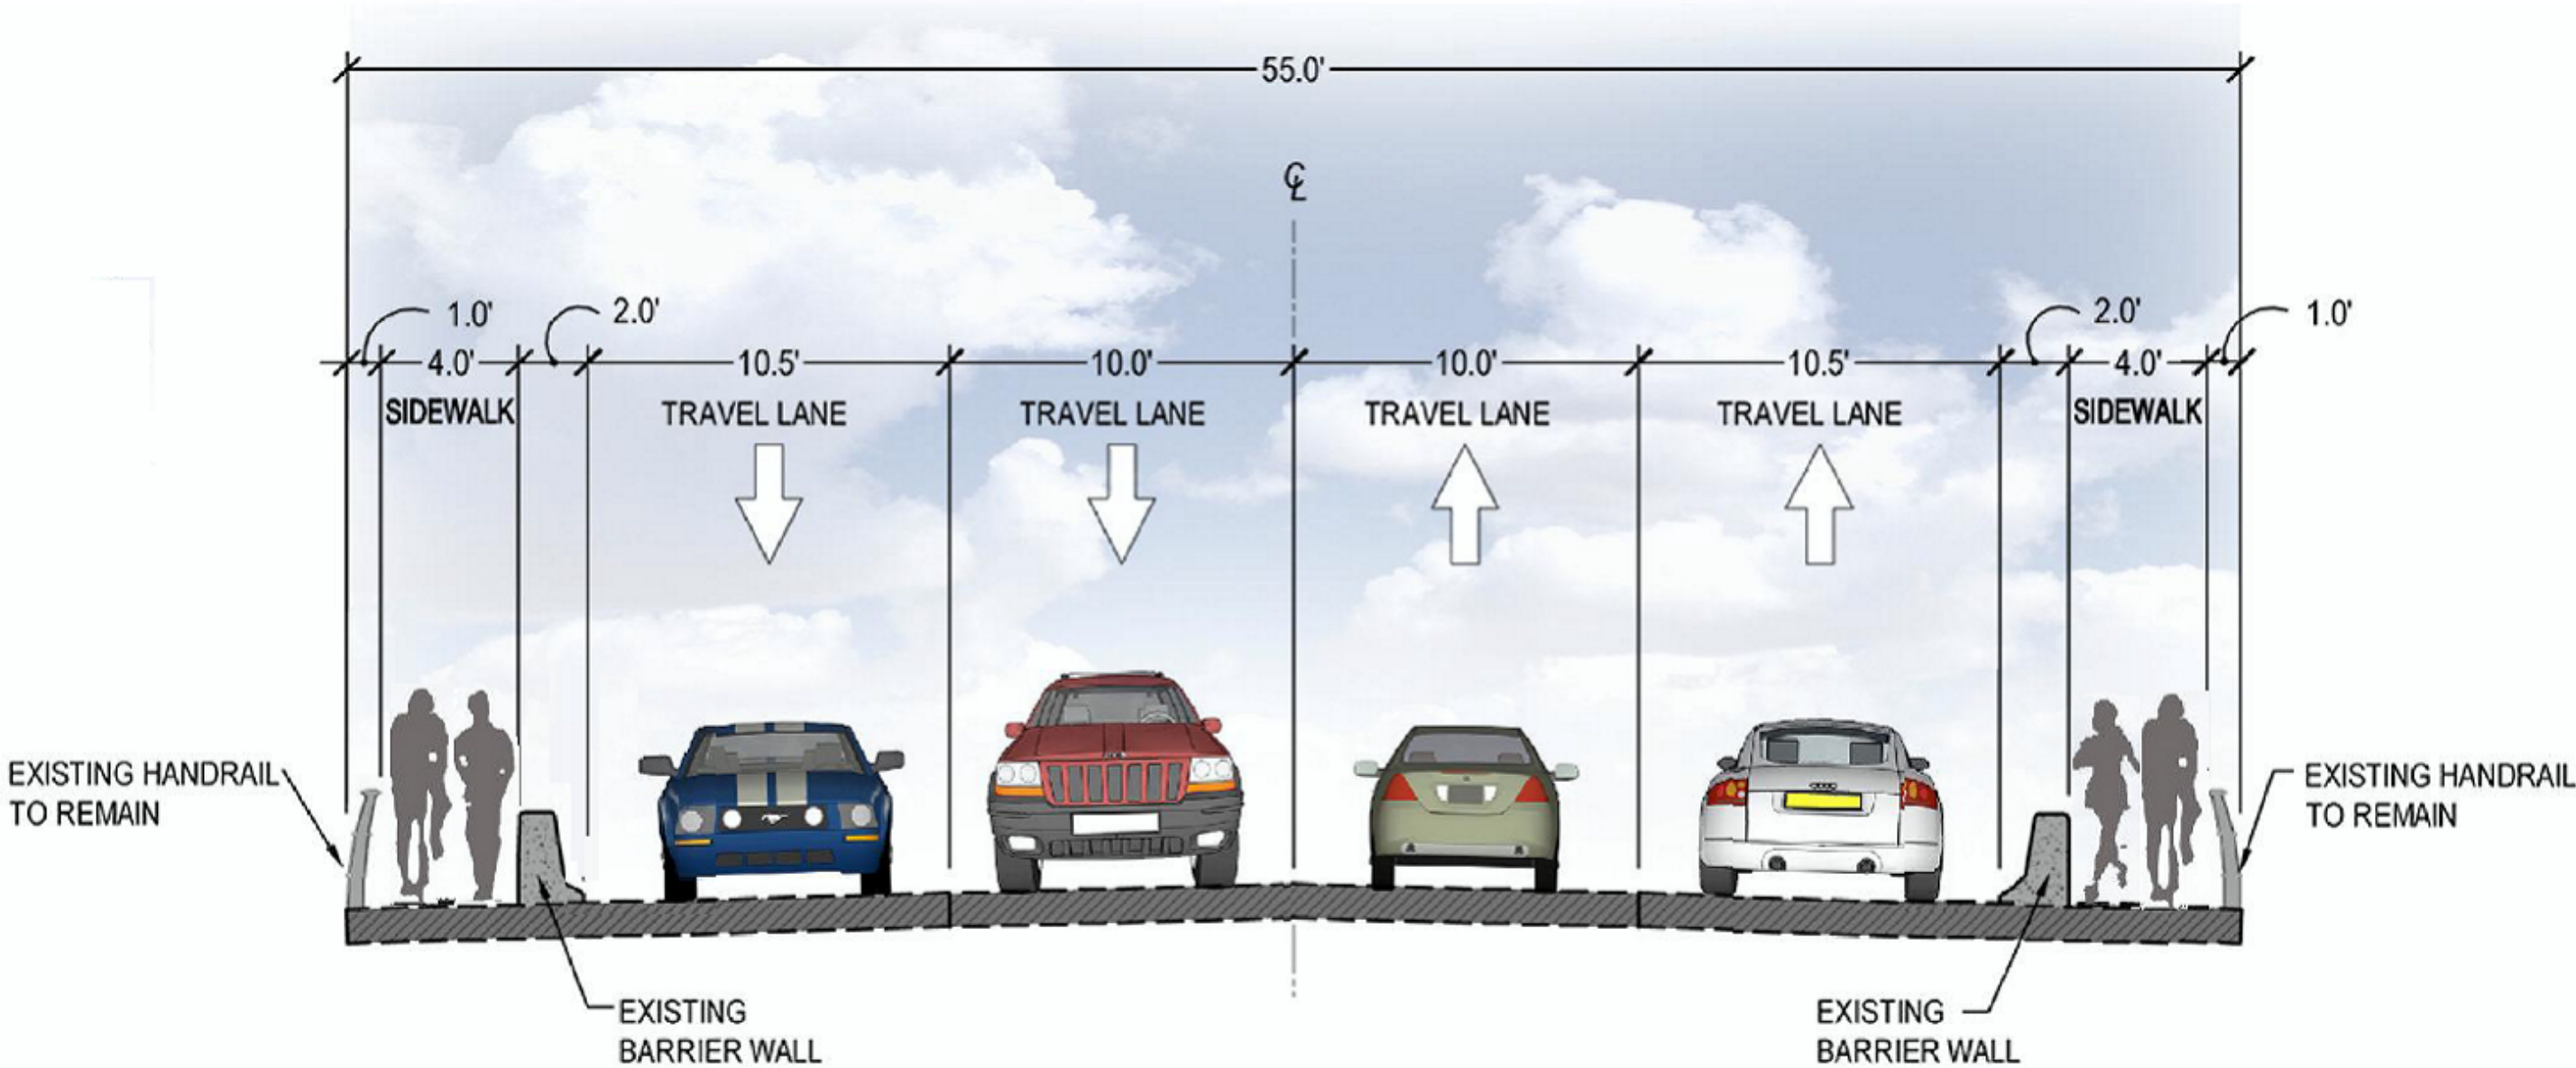 55.0'
℄
1.0'
2.0'
2.0'
1.0'
4.0'
10.5'
10.0'
10.0'
10.5'
4.0'
SIDEWALK
TRAVEL LANE
TRAVEL LANE
TRAVEL LANE
TRAVEL LANE
SIDEWALK
EXISTING HANDRAIL
TO REMAIN
EXISTING HANDRAIL
TO REMAIN
EXISTING
BARRIER WALL
EXISTING
BARRIER WALL